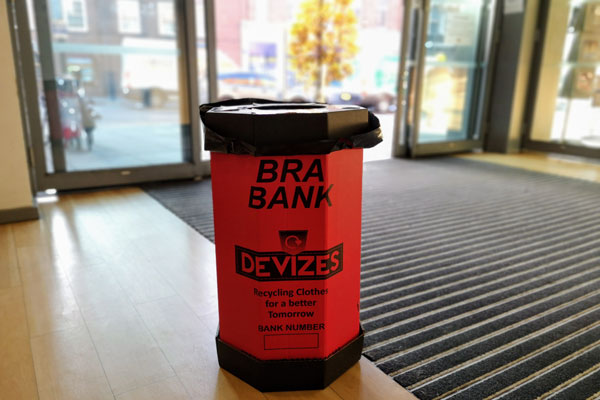 BRA
BANK
DEVIZES
Recycling Clothes
for a better
Tomorrow
BANK NUMBER